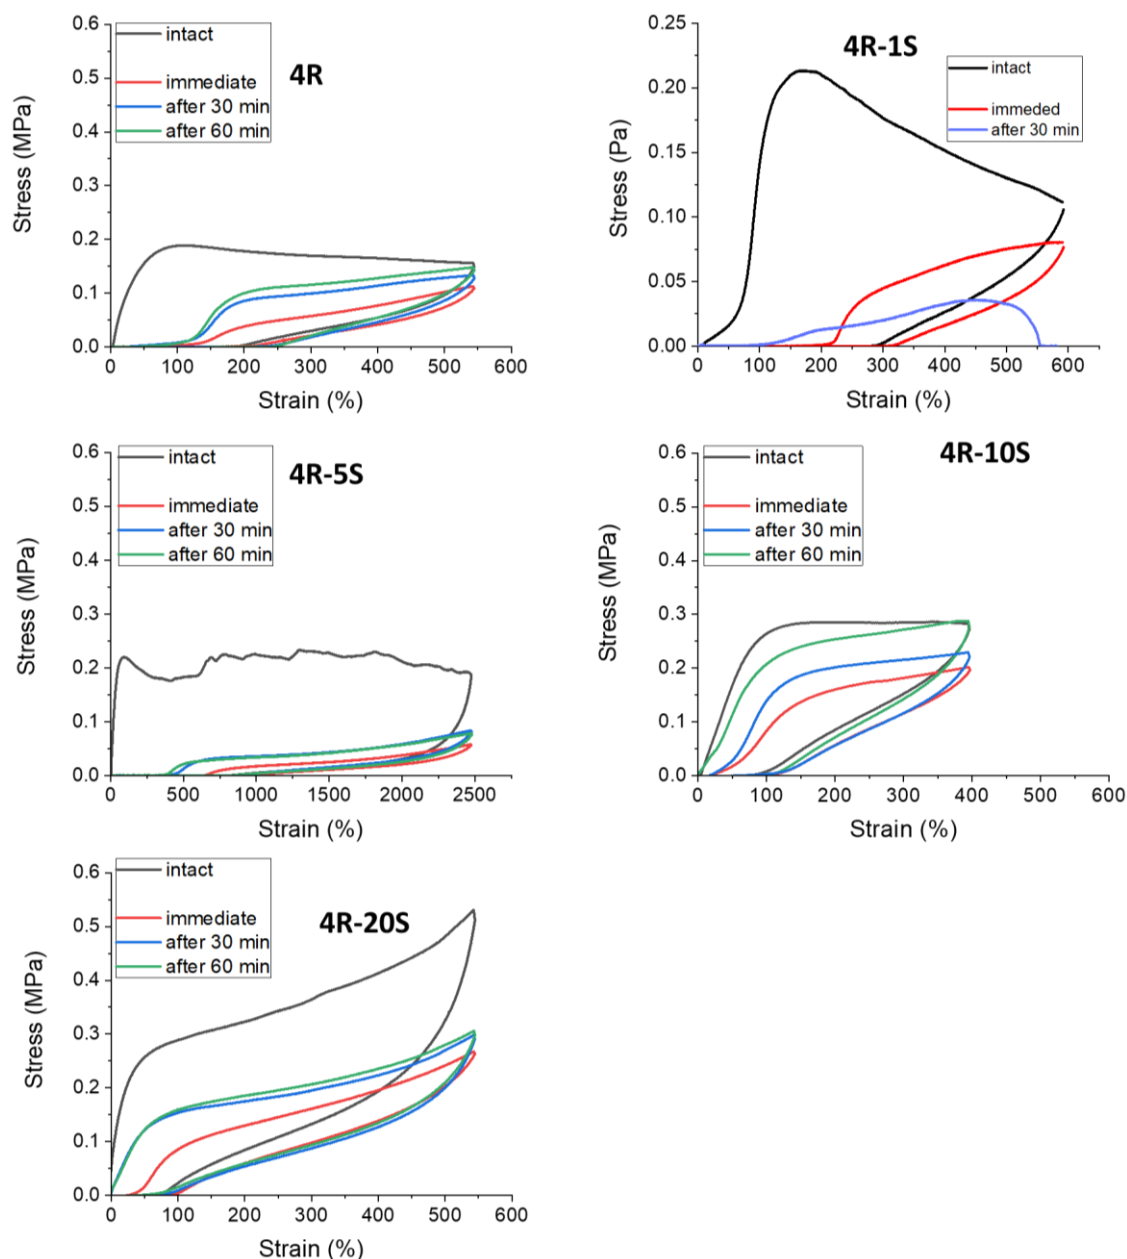 4R
intact
immediate
after 30 min
after 60 min
Stress (MPa)
0.6
0.5
0.4
0.3
0.2
0.1
0.0
0 100 200 300 400 500 600
Strain (%)
4R-1S
intact
immeded
after 30 min
Stress (Pa)
0.25
0.20
0.15
0.10
0.05
0.00
0 100 200 300 400 500 600
Strain (%)
4R-5S
intact
immediate
after 30 min
after 60 min
Stress (MPa)
0.6
0.5
0.4
0.3
0.2
0.1
0.0
0 500 1000 1500 2000 2500
Strain (%)
4R-10S
intact
immediate
after 30 min
after 60 min
Stress (MPa)
0.6
0.5
0.4
0.3
0.2
0.1
0.0
0 100 200 300 400 500 600
Strain (%)
4R-20S
intact
immediate
after 30 min
after 60 min
Stress (MPa)
0.6
0.5
0.4
0.3
0.2
0.1
0.0
0 100 200 300 400 500 600
Strain (%)